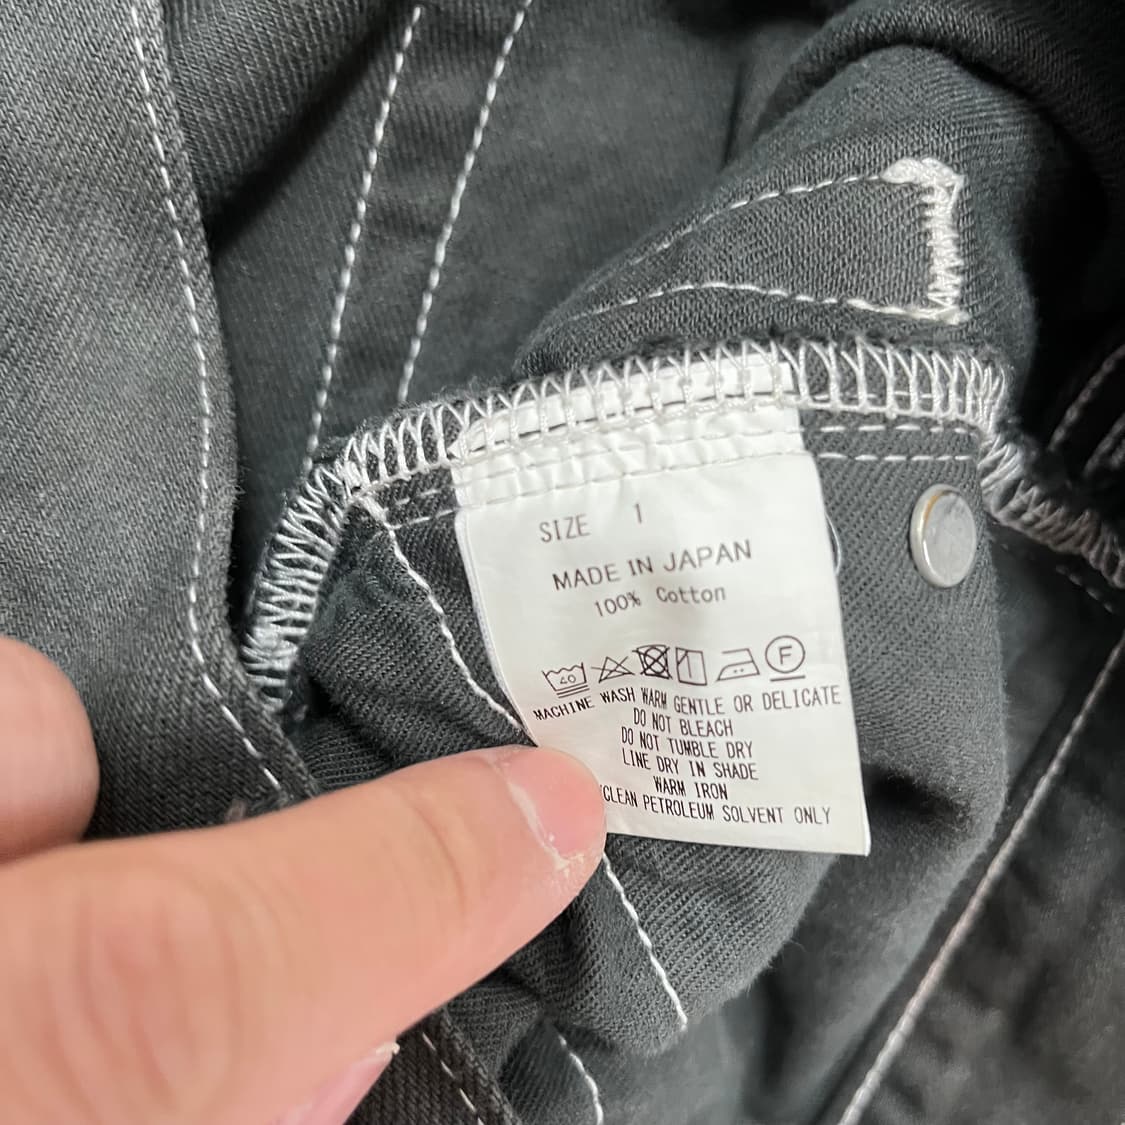 SIZE 1
MADE IN JAPAN
100% Cotton
40 F
MACHINE WASH WARM GENTLE OR DELICATE
DO NOT BLEACH
DO NOT TUMBLE DRY
LINE DRY IN SHADE
WARM IRON
PETROLEUM SOLVENT ONLY